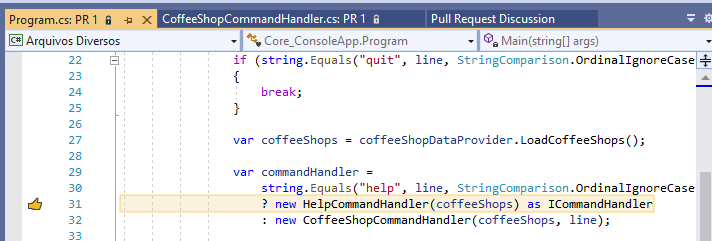 Program.cs: PR 1 CoffeeShopCommandHandler.cs: PR 1 Pull Request Discussion
C# Arquivos Diversos Core_ConsoleApp.Program Main(string[] args)
22 if (string.Equals("quit", line, StringComparison.OrdinalIgnoreCase
23 {
24 break;
25 }
26
27 var coffeeShops = coffeeShopDataProvider.LoadCoffeeShops();
28
29 var commandHandler =
30 string.Equals("help", line, StringComparison.OrdinalIgnoreCase
31 ? new HelpCommandHandler(coffeeShops) as ICommandHandler
32 : new CoffeeShopCommandHandler(coffeeShops, line);
33